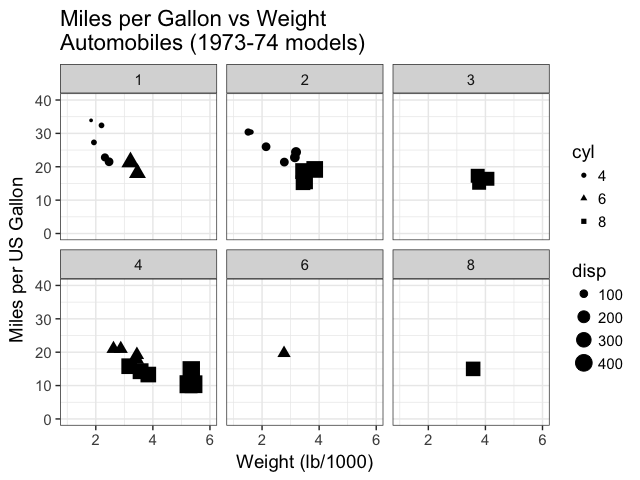 Miles per Gallon vs Weight
Automobiles (1973-74 models)
1
2
3
40
30
20
10
0
4
6
8
40
30
20
10
0
2 4 6
2 4 6
2 4 6
Miles per US Gallon
Weight (lb/1000)
cyl
4
6
8
disp
100
200
300
400